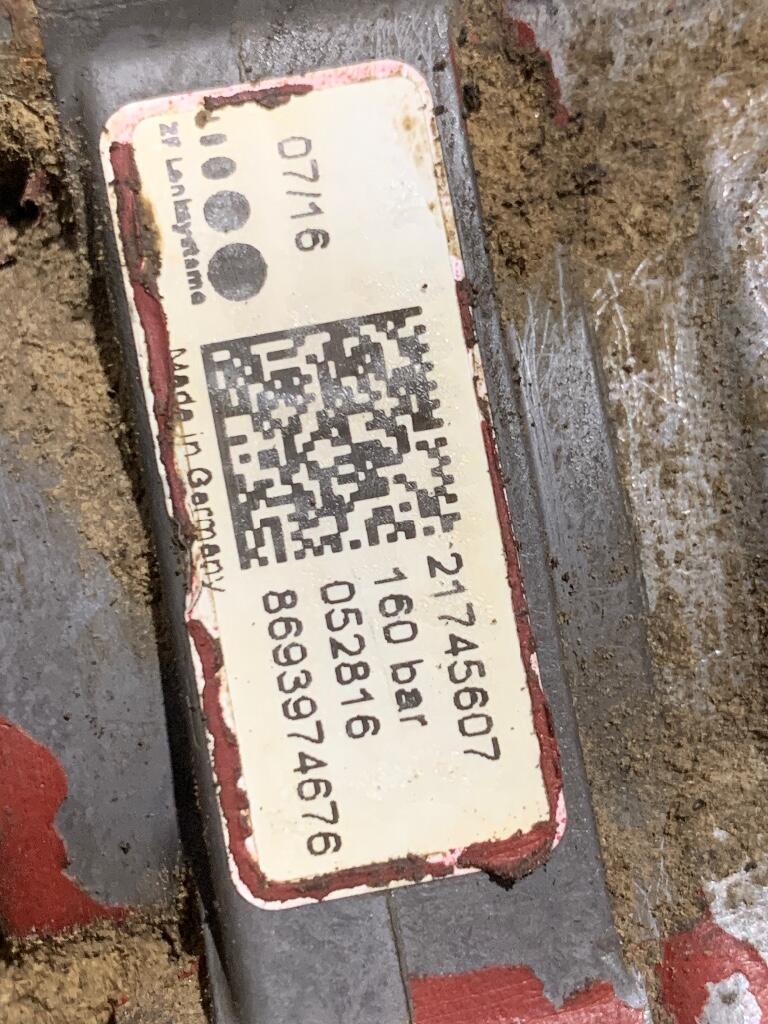 07/16
ZF Lenksysteme
Made in Germany
21745607
160 bar
052816
8693974676